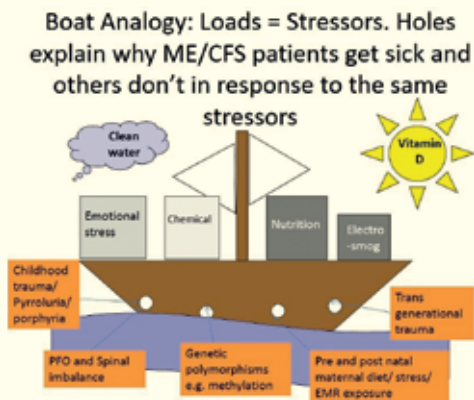 Boat Analogy: Loads = Stressors. Holes
explain why ME/CFS patients get sick and
others don't in response to the same
stressors
Clean
water
Vitamin
D
Emotional
stress
Chemical
Nutrition
Electro
-smog
Childhood
trauma/
Pyrroluria/
porphyria
Trans
generational
trauma
PFO and Spinal
imbalance
Genetic
polymorphisms
e.g. methylation
Pre and post natal
maternal diet/ stress/
EMR exposure